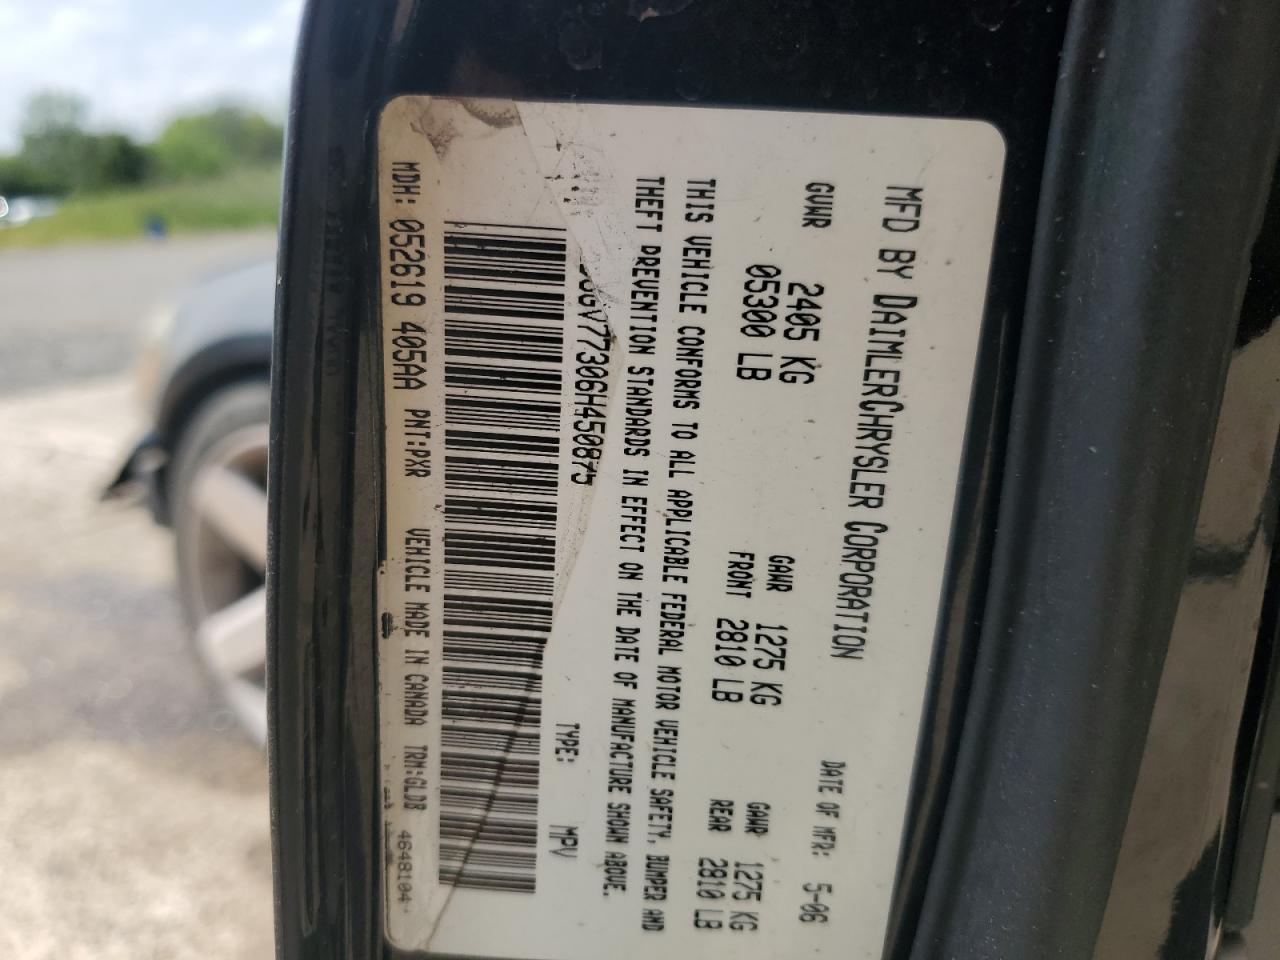 MFD BY DAIMLERCHRYSLER CORPORATION
DATE OF MFR: 5-06
GVWR 2405 KG
05300 LB
GAWR FRONT 1275 KG
2810 LB
GAWR REAR 1275 KG
2810 LB
THIS VEHICLE CONFORMS TO ALL APPLICABLE FEDERAL MOTOR VEHICLE SAFETY, BUMPER AND
THEFT PREVENTION STANDARDS IN EFFECT ON THE DATE OF MANUFACTURE SHOWN ABOVE.
TYPE: MPV
MDH: 052619 405AA PNT:PXR VEHICLE MADE IN CANADA TRM:GLDB